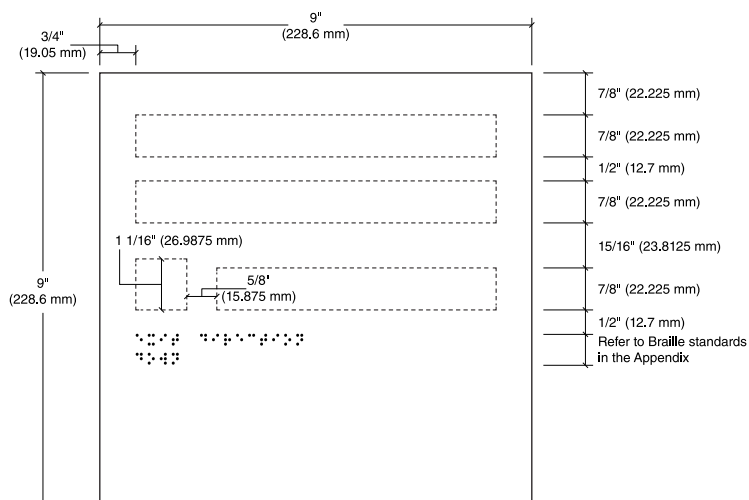 9"
(228.6 mm)
3/4"
(19.05 mm)
7/8" (22.225 mm)
7/8" (22.225 mm)
1/2" (12.7 mm)
7/8" (22.225 mm)
15/16" (23.8125 mm)
1 1/16" (26.9875 mm)
9"
(228.6 mm)
5/8"
(15.875 mm)
7/8" (22.225 mm)
1/2" (12.7 mm)
Refer to Braille standards
in the Appendix
⠑⠭⠊⠞ ⠙⠊⠗⠑⠉⠞⠊⠕⠝
⠙⠕⠺⠝